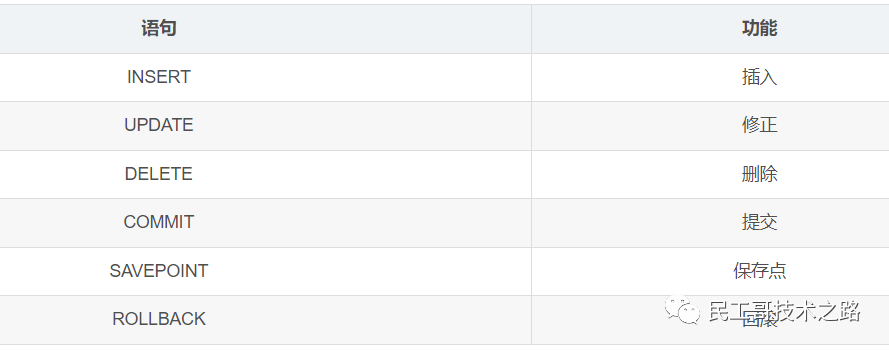 语句 功能
INSERT 插入
UPDATE 修正
DELETE 删除
COMMIT 提交
SAVEPOINT 保存点
ROLLBACK 回滚
民工哥技术之路